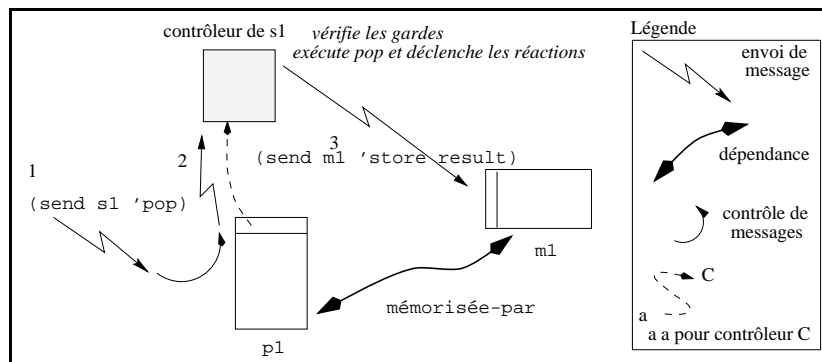 contrôleur de s1
vérifie les gardes
exécute pop et déclenche les réactions
1
(send s1 'pop)
2
3
(send m1 'store result)
m1
mémorisée-par
p1
Légende
envoi de
message
dépendance
contrôle de
messages
C
a
a a pour contrôleur C